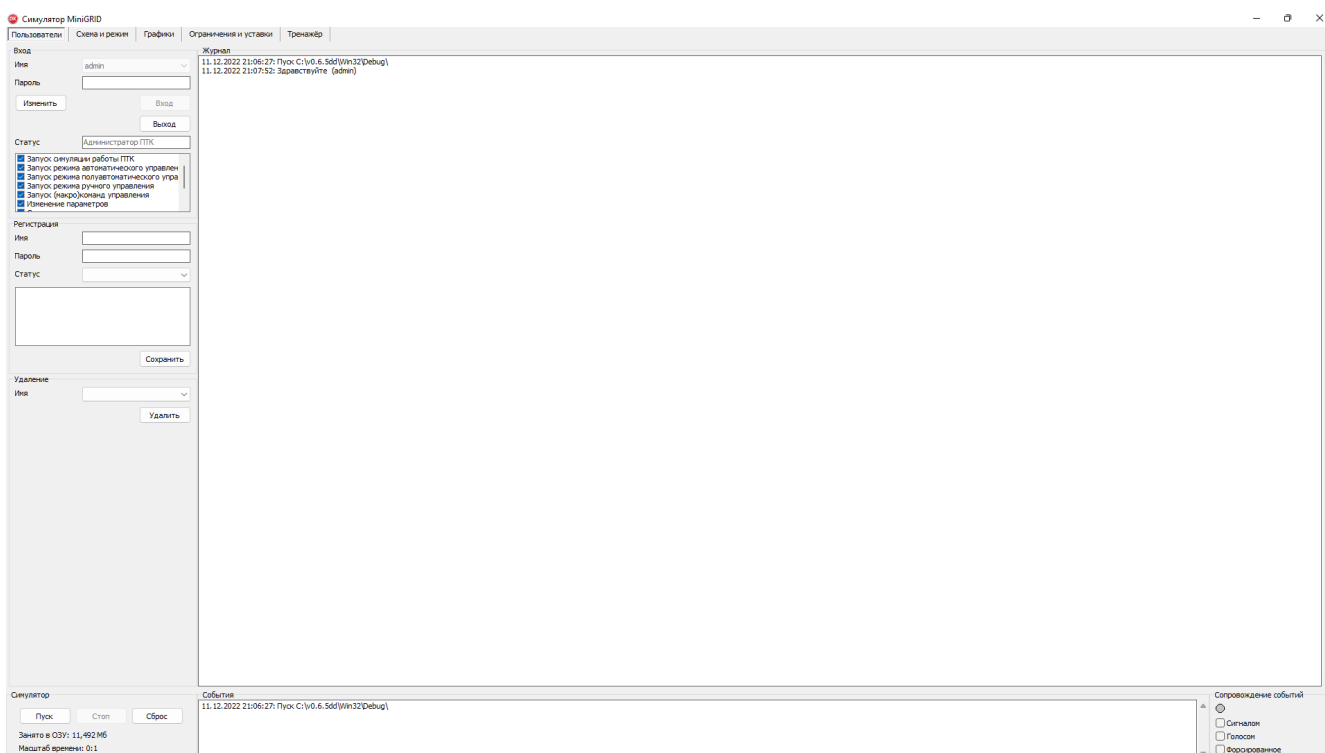 Симулятор MiniGRID
Пользователи Схема и режим Графики Ограничения и уставки Тренажёр
Вход
Имя admin
Пароль
Изменить Вход
Выход
Статус Администратор ПТК
Запуск симуляции работы ПТК
Запуск режима автоматического управлен
Запуск режима полуавтоматического упра
Запуск режима ручного управления
Запуск (макро)команд управления
Изменение параметров
Регистрация
Имя
Пароль
Статус
Сохранить
Удаление
Имя
Удалить
Журнал
11.12.2022 21:06:27: Пуск C:\v0.6.5dd\Win32\Debug\
11.12.2022 21:07:52: Здравствуйте (admin)
Симулятор
Пуск Стоп Сброс
Занято в ОЗУ: 11,492 Мб
Масштаб времени: 0:1
События
11.12.2022 21:06:27: Пуск C:\v0.6.5dd\Win32\Debug\
Сопровождение событий
Сигналом
Голосом
Форсированное